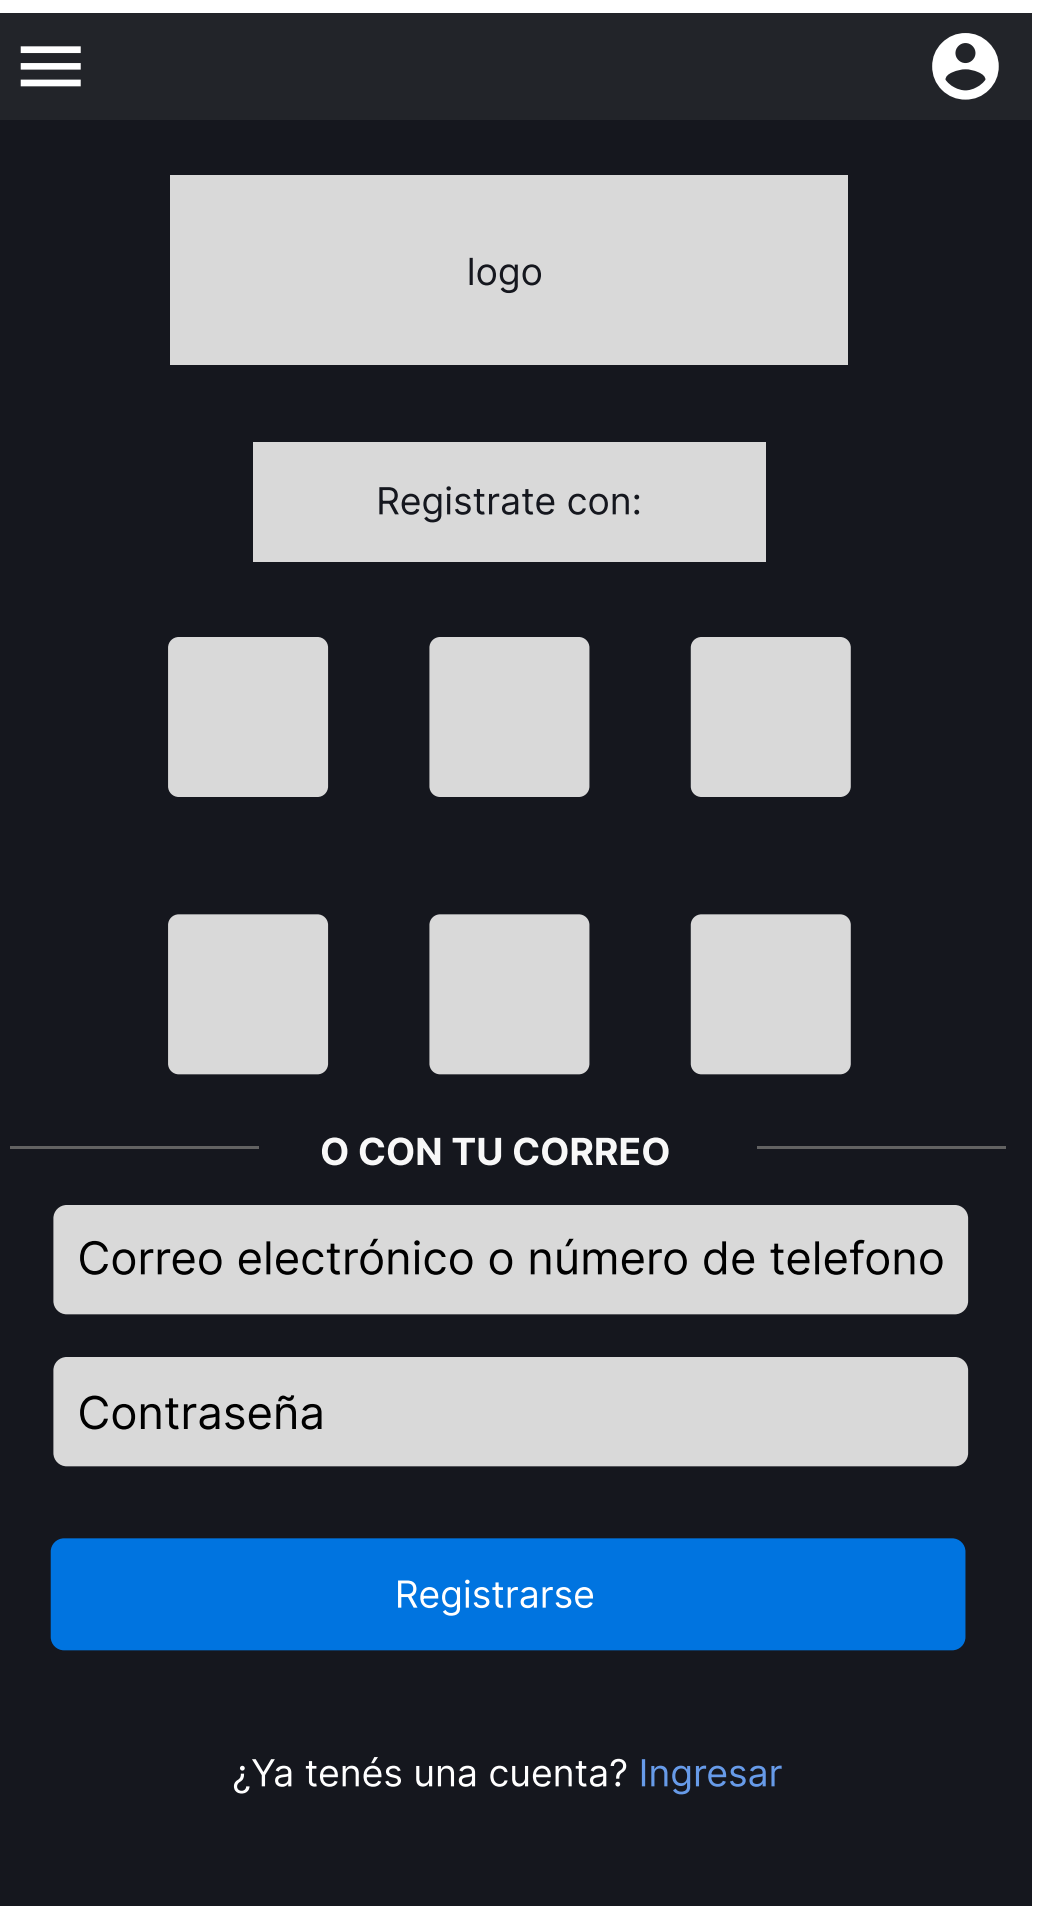 logo
Registrate con:
O CON TU CORREO
Correo electrónico o número de telefono
Contraseña
Registrarse
¿Ya tenés una cuenta? Ingresar